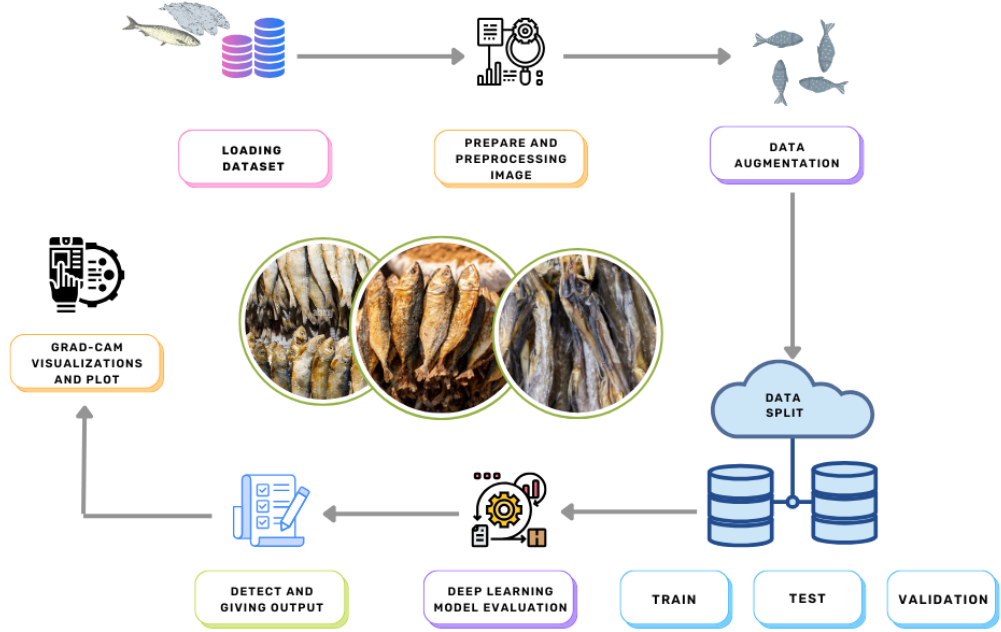 LOADING
DATASET
PREPARE AND
PREPROCESSING
IMAGE
DATA
AUGMENTATION
GRAD-CAM
VISUALIZATIONS
AND PLOT
DATA
SPLIT
DETECT AND
GIVING OUTPUT
DEEP LEARNING
MODEL EVALUATION
TRAIN
TEST
VALIDATION